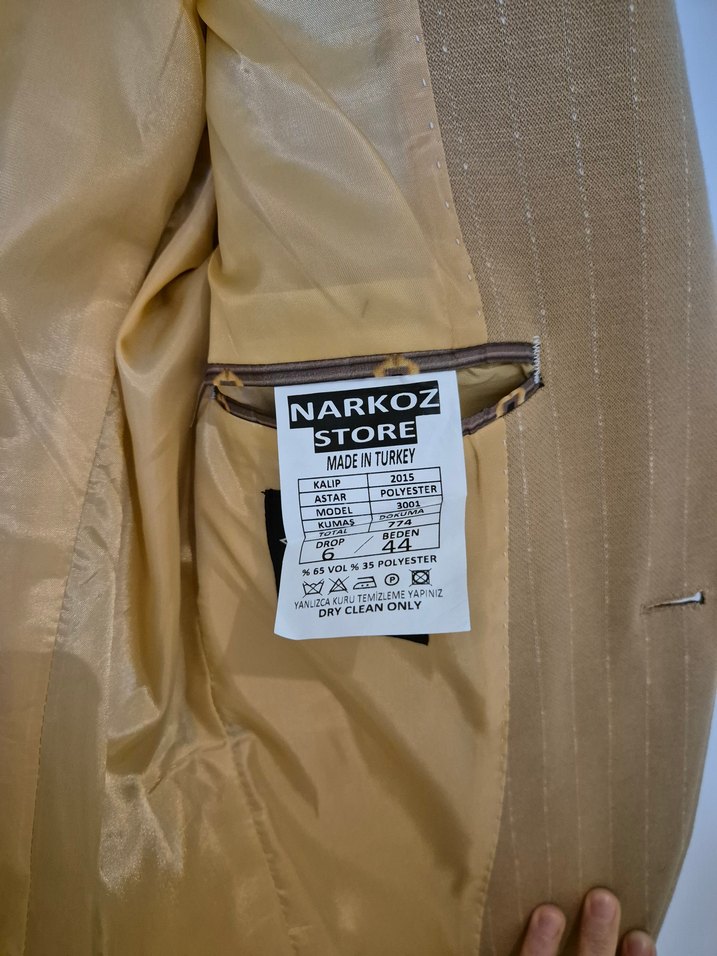 NARKOZ
STORE
MADE IN TURKEY
KALIP 2015
ASTAR POLYESTER
MODEL 3001
KUMAŞ DOKUMA
TOTAL 774
DROP BEDEN
6 / 44
% 65 VOL % 35 POLYESTER
P
YANLIZCA KURU TEMİZLEME YAPINIZ
DRY CLEAN ONLY